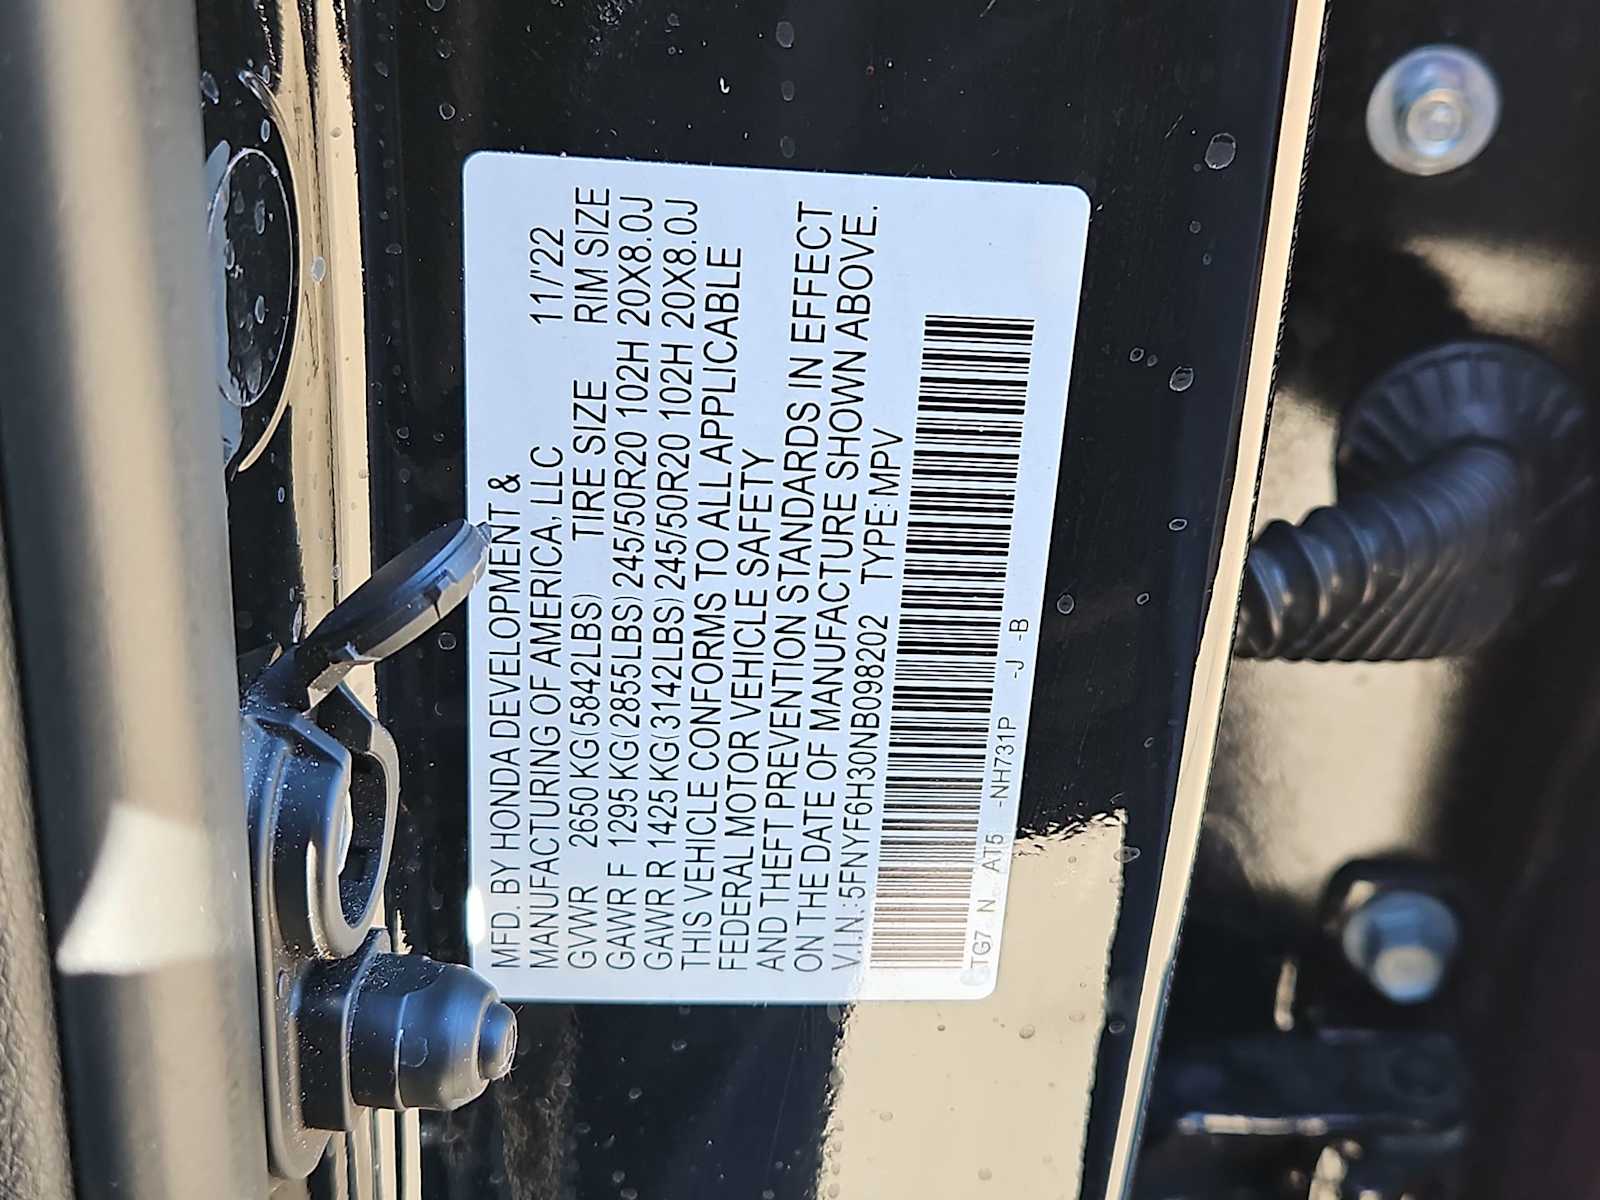 MFD. BY HONDA DEVELOPMENT &
MANUFACTURING OF AMERICA, LLC 11/'22
GVWR 2650 KG(5842LBS) TIRE SIZE RIM SIZE
GAWR F 1295 KG(2855LBS) 245/50R20 102H 20X8.0J
GAWR R 1425 KG(3142LBS) 245/50R20 102H 20X8.0J
THIS VEHICLE CONFORMS TO ALL APPLICABLE
FEDERAL MOTOR VEHICLE SAFETY
AND THEFT PREVENTION STANDARDS IN EFFECT
ON THE DATE OF MANUFACTURE SHOWN ABOVE.
V.I.N.: 5FNYF6H30NB098202 TYPE: MPV
TG7 N AT5 -NH731P -J -B